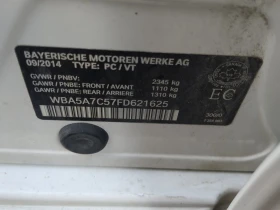 BAYERISCHE MOTOREN WERKE AG
09/2014 TYPE: PC / VT
GVWR / PNBV: 2345 kg
GAWR / PNBE: FRONT / AVANT 1110 kg
GAWR / PNBE: REAR / ARRIERE 1310 kg
WBA5A7C57FD621625
EC